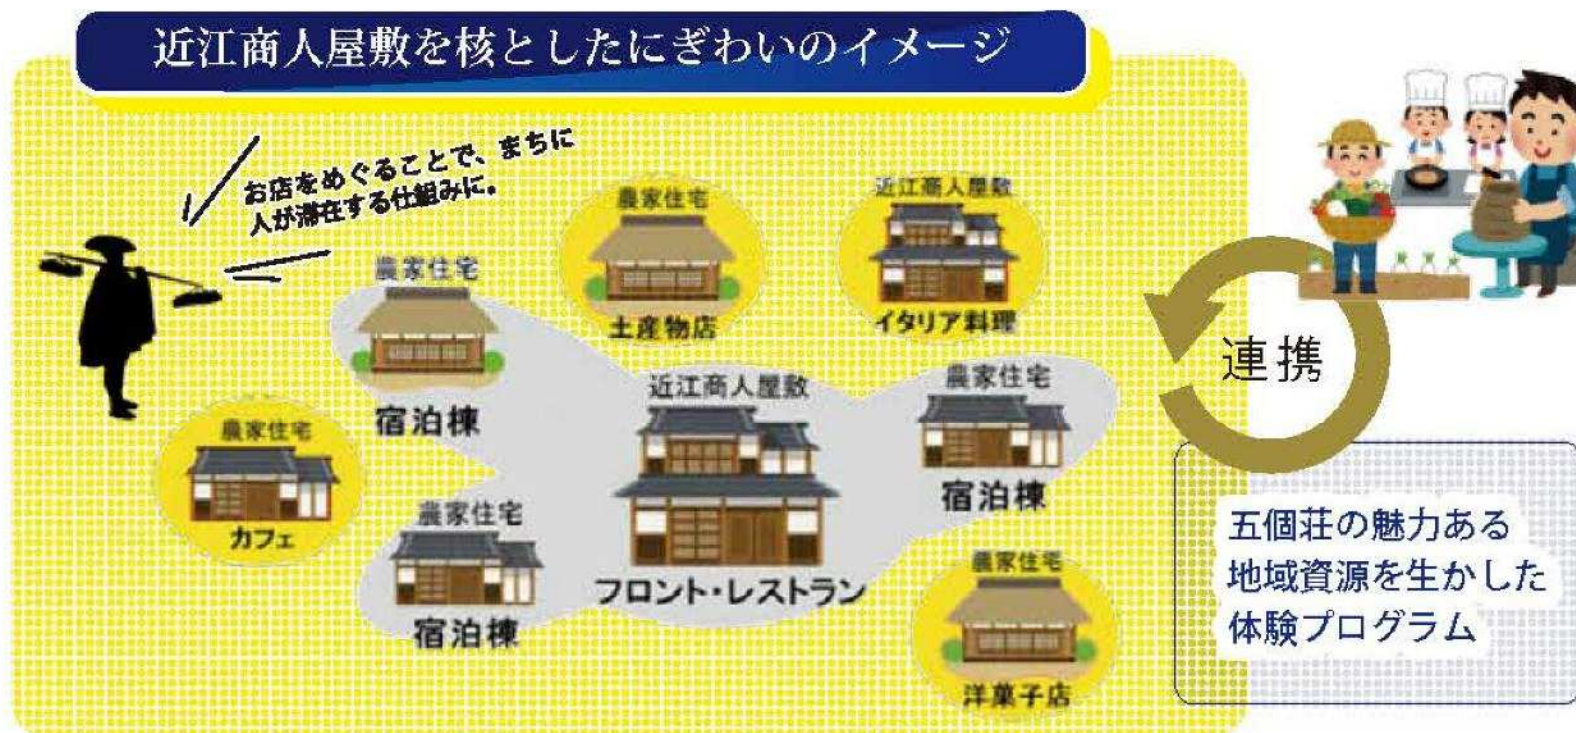 近江商人屋敷を核としたにぎわいのイメージ
お店をめぐることで、まちに
人が滞在する仕組みに。
農家住宅
土産物店
近江商人屋敷
イタリア料理
農家住宅
宿泊棟
近江商人屋敷
フロント・レストラン
農家住宅
宿泊棟
農家住宅
カフェ
農家住宅
宿泊棟
農家住宅
洋菓子店
連携
五個荘の魅力ある
地域資源を生かした
体験プログラム